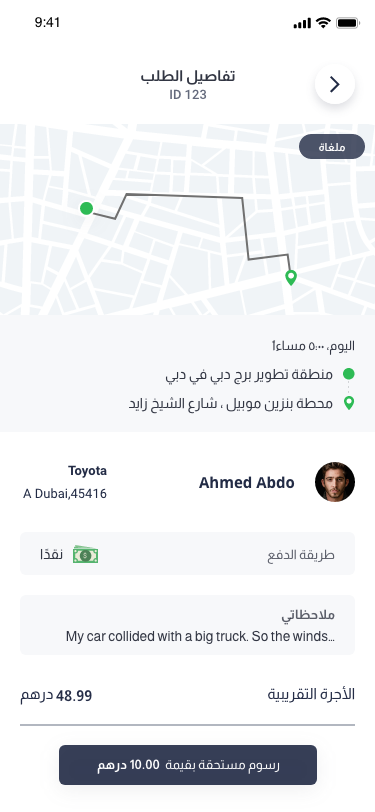 9:41
تفاصيل الطلب
ID 123
ملغاة
اليوم، ٥:٠٠ مساءً
منطقة تطوير برج دبي في دبي
محطة بنزين موبيل ، شارع الشيخ زايد
Ahmed Abdo
Toyota
A Dubai,45416
طريقة الدفع
نقدًا
ملاحظاتي
My car collided with a big truck. So the winds...
الأجرة التقريبية
48.99 درهم
رسوم مستحقة بقيمة 10.00 درهم